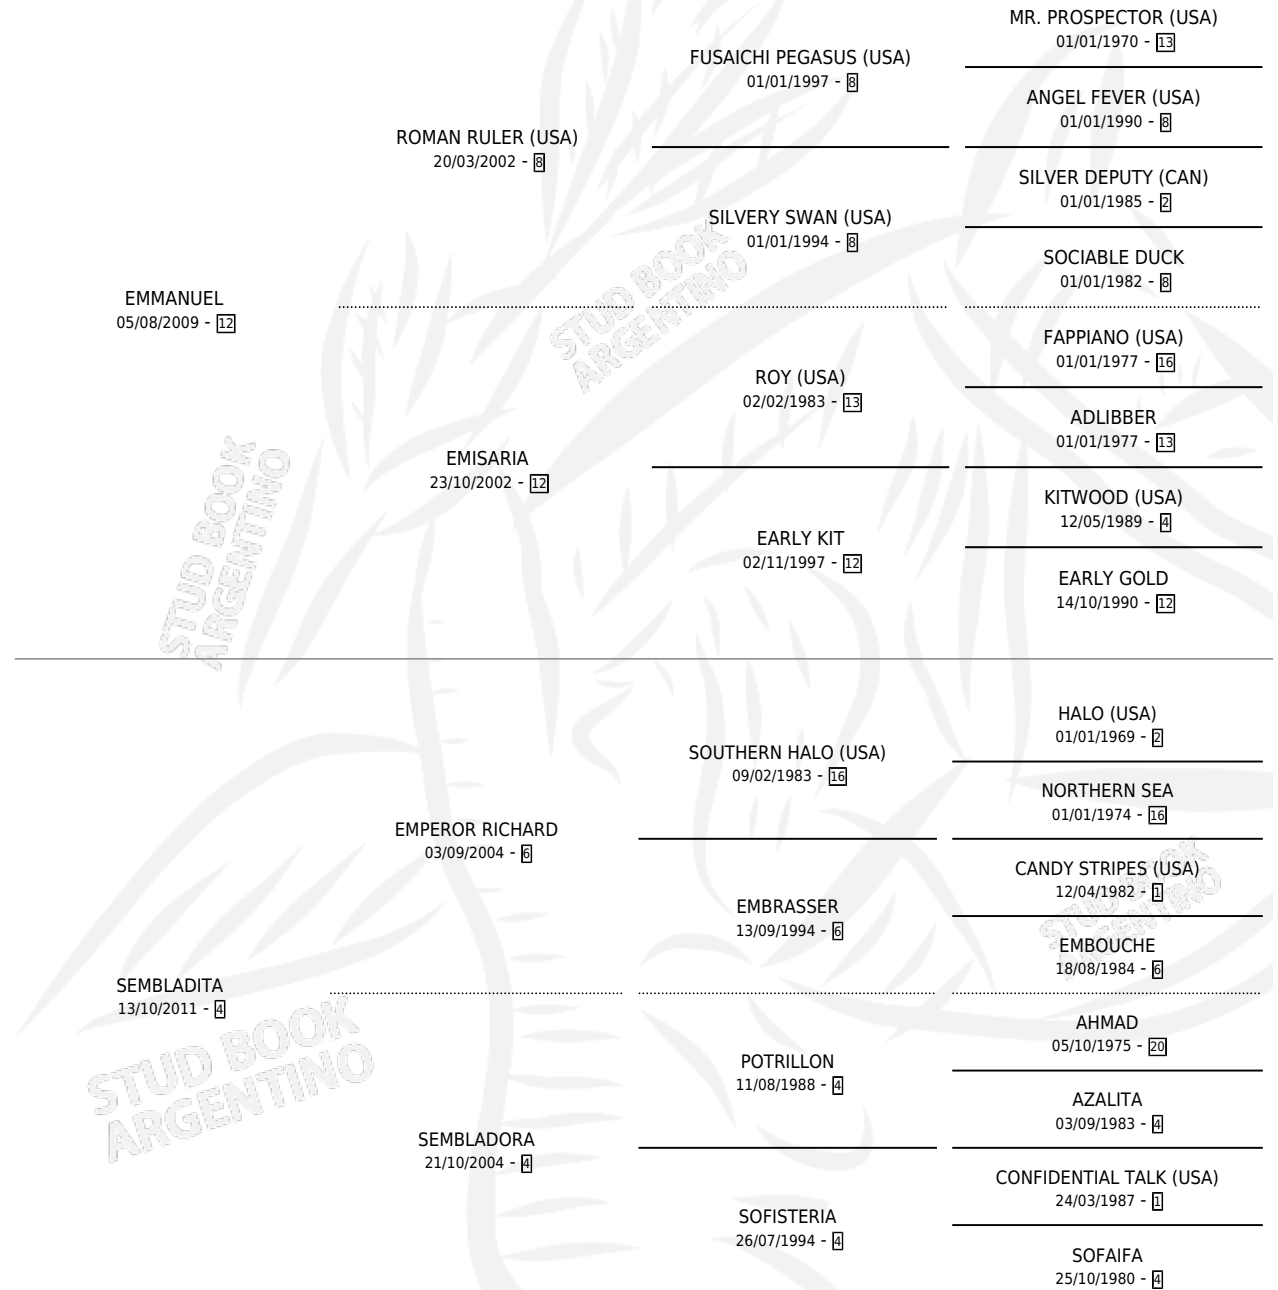 MR. PROSPECTOR (USA)
01/01/1970 - 13
FUSAICHI PEGASUS (USA)
01/01/1997 - 8
ANGEL FEVER (USA)
01/01/1990 - 8
ROMAN RULER (USA)
20/03/2002 - 8
SILVER DEPUTY (CAN)
01/01/1985 - 2
SILVERY SWAN (USA)
01/01/1994 - 8
SOCIABLE DUCK
01/01/1982 - 8
STUD BOOK
ARGENTINO
EMMANUEL
05/08/2009 - 12
FAPPIANO (USA)
01/01/1977 - 16
ROY (USA)
02/02/1983 - 13
ADLIBBER
01/01/1977 - 13
EMISARIA
23/10/2002 - 12
KITWOOD (USA)
12/05/1989 - 4
EARLY KIT
02/11/1997 - 12
EARLY GOLD
14/10/1990 - 12
STUD BOOK
ARGENTINO
HALO (USA)
01/01/1969 - 2
SOUTHERN HALO (USA)
09/02/1983 - 16
NORTHERN SEA
01/01/1974 - 16
EMPEROR RICHARD
03/09/2004 - 6
CANDY STRIPES (USA)
12/04/1982 - 1
EMBRASSER
13/09/1994 - 6
EMBOUCHE
18/08/1984 - 6
STUD BOOK
ARGENTINO
SEMBLADITA
13/10/2011 - 4
AHMAD
05/10/1975 - 20
POTRILLON
11/08/1988 - 4
AZALITA
03/09/1983 - 4
STUD BOOK
ARGENTINO
SEMBLADORA
21/10/2004 - 4
CONFIDENTIAL TALK (USA)
24/03/1987 - 1
SOFISTERIA
26/07/1994 - 4
SOFAIFA
25/10/1980 - 4